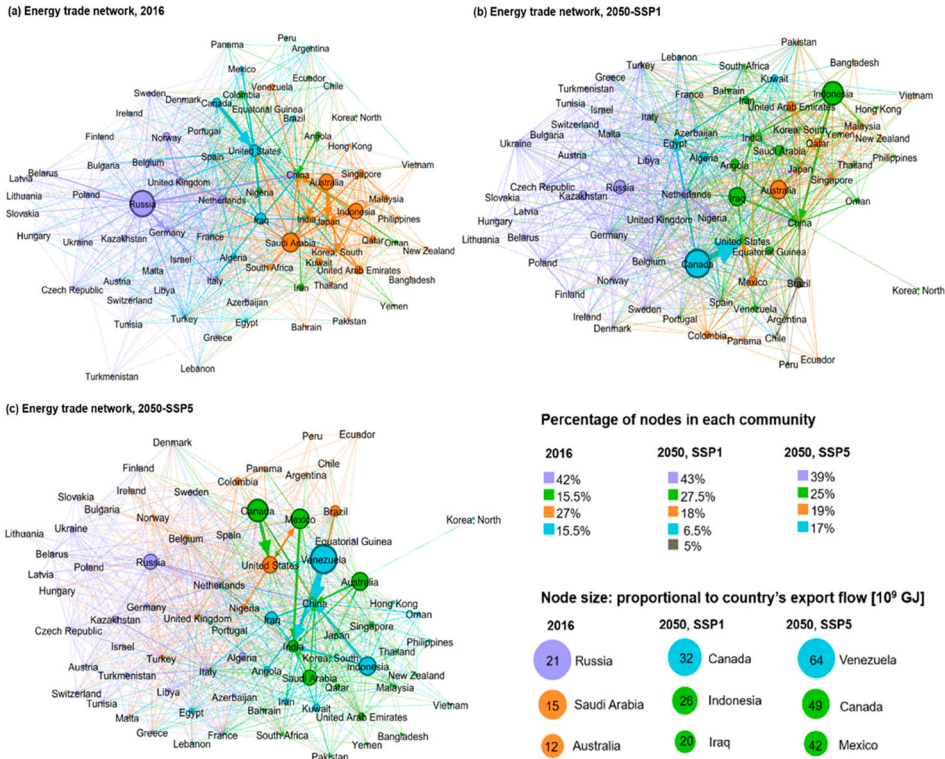 (a) Energy trade network, 2016
Peru
Panama
Argentina
Mexico
Ecuador
Sweden
Colombia
Venezuela
Chile
Denmark
Canada
Ireland
Equatorial Guinea
Portugal
Brazil
Korea, North
Finland
Norway
Angola
Hong Kong
United States
Bulgaria
Belgium
Spain
Vietnam
Latvia
Belarus
China
Singapore
Australia
United Kingdom
Lithuania
Poland
Nigeria
Malaysia
Russia
Netherlands
Slovakia
Iraq
India
Indonesia
Japan
Philippines
Germany
Hungary
Ukraine
Kazakhstan
France
Saudi Arabia
Qatar
Oman
Korea, South
New Zealand
Israel
Algeria
Kuwait
Malta
South Africa
United Arab Emirates
Austria
Libya
Italy
Thailand
Bangladesh
Czech Republic
Iran
Switzerland
Azerbaijan
Yemen
Tunisia
Turkey
Egypt
Bahrain
Pakistan
Greece
Lebanon
Turkmenistan
(b) Energy trade network, 2050-SSP1
Pakistan
Lebanon
Turkey
South Africa
Bangladesh
Greece
Kuwait
Turkmenistan
France
Bahrain
Indonesia
Vietnam
Tunisia
Israel
Iran
United Arab Emirates
Hong Kong
Switzerland
Italy
Malaysia
Bulgaria
Malta
Azerbaijan
Korea, South
Yemen
New Zealand
Ukraine
Egypt
India
Qatar
Austria
Libya
Algeria
Saudi Arabia
Philippines
Angola
Thailand
Japan
Czech Republic
Russia
Singapore
Slovakia
Kazakhstan
Netherlands
Iraq
Australia
Oman
Latvia
Hungary
United Kingdom
Nigeria
China
Lithuania
Belarus
Germany
United States
Equatorial Guinea
Poland
Belgium
Canada
Norway
Mexico
Brazil
Korea, North
Finland
Spain
Sweden
Venezuela
Ireland
Portugal
Argentina
Denmark
Colombia
Panama
Chile
Ecuador
Peru
(c) Energy trade network, 2050-SSP5
Ecuador
Denmark
Peru
Finland
Panama
Chile
Argentina
Slovakia
Ireland
Sweden
Colombia
Bulgaria
Canada
Mexico
Brazil
Ukraine
Norway
Korea, North
Lithuania
Spain
Equatorial Guinea
Belarus
Belgium
Venezuela
Poland
Russia
United States
Latvia
Australia
Hungary
Netherlands
Germany
Nigeria
China
Hong Kong
Kazakhstan
United Kingdom
Iraq
Oman
Czech Republic
Portugal
Singapore
Japan
Israel
India
Philippines
Turkey
Algeria
Korea, South
Thailand
Austria
Italy
Angola
Indonesia
Turkmenistan
Saudi Arabia
New Zealand
Switzerland
Libya
Qatar
Malaysia
Tunisia
Azerbaijan
Iran
Malta
Egypt
Bahrain
Kuwait
Vietnam
United Arab Emirates
Greece
France
South Africa
Bangladesh
Lebanon
Yemen
Pakistan
Percentage of nodes in each community
2016 2050, SSP1 2050, SSP5
42% 43% 39%
15.5% 27.5% 25%
27% 18% 19%
15.5% 6.5% 17%
5%
Node size: proportional to country's export flow [10⁹ GJ]
2016 2050, SSP1 2050, SSP5
21 Russia 32 Canada 64 Venezuela
15 Saudi Arabia 26 Indonesia 49 Canada
12 Australia 20 Iraq 42 Mexico